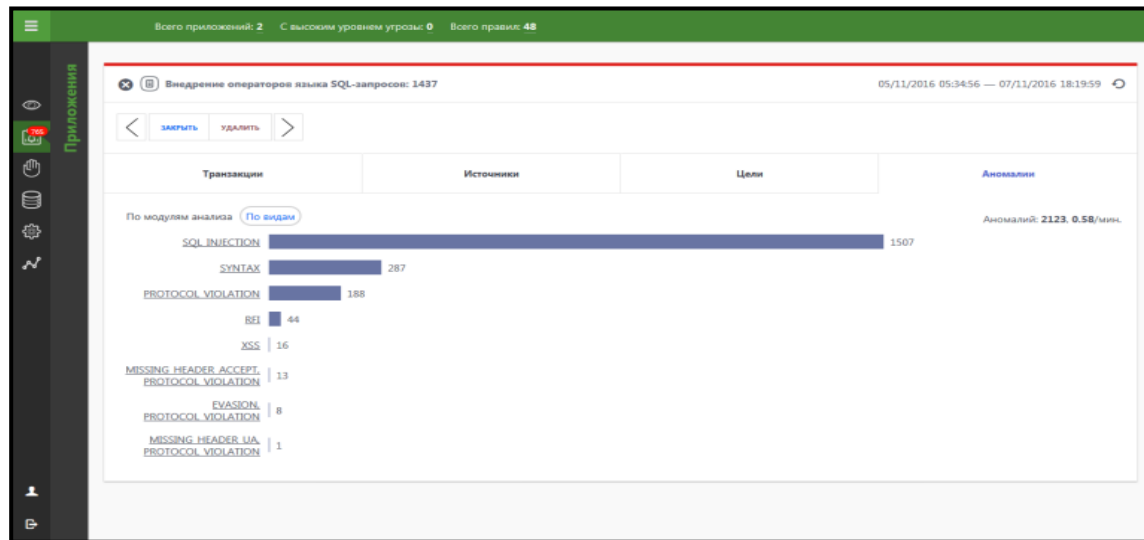 Всего приложений: 2 С высоким уровнем угрозы: 0 Всего правил: 48
Приложения
765
Внедрение операторов языка SQL-запросов: 1437
05/11/2016 05:34:56 — 07/11/2016 18:19:59
ЗАКРЫТЬ
УДАЛИТЬ
Транзакции
Источники
Цели
Аномалии
По модулям анализа По видам
Аномалий: 2123, 0.58/мин.
SQL INJECTION 1507
SYNTAX 287
PROTOCOL VIOLATION 188
RFI 44
XSS 16
MISSING HEADER ACCEPT,
PROTOCOL VIOLATION 13
EVASION,
PROTOCOL VIOLATION 8
MISSING HEADER UA,
PROTOCOL VIOLATION 1